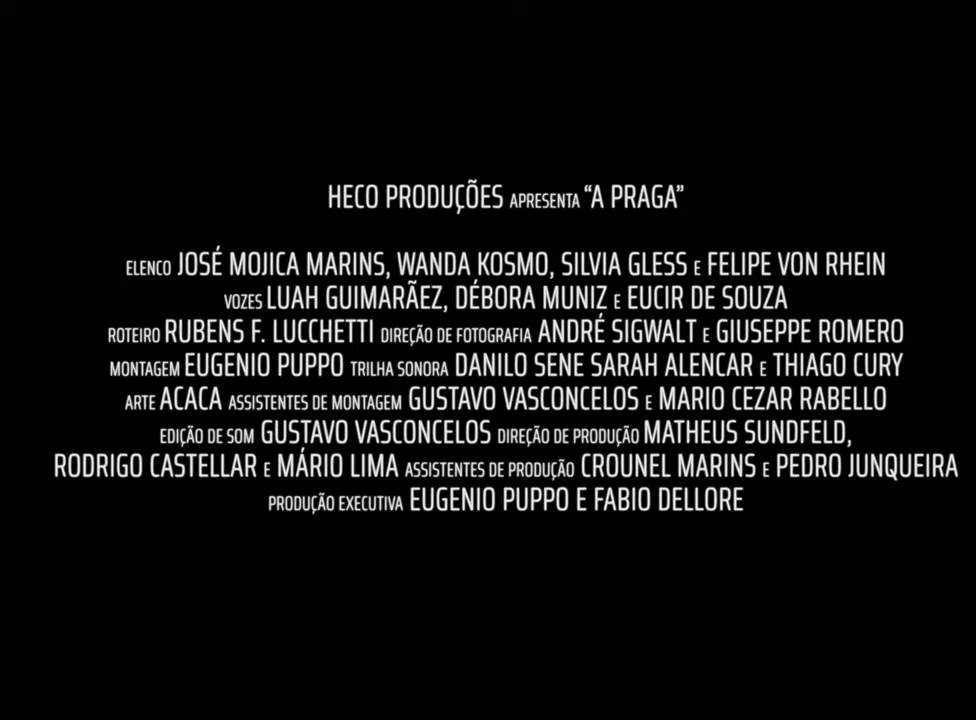 HECO PRODUÇÕES APRESENTA “A PRAGA”
ELENCO JOSÉ MOJICA MARINS, WANDA KOSMO, SILVIA GLESS E FELIPE VON RHEIN
VOZES LUAH GUIMARÃEZ, DÉBORA MUNIZ E EUCIR DE SOUZA
ROTEIRO RUBENS F. LUCCHETTI DIREÇÃO DE FOTOGRAFIA ANDRÉ SIGWALT E GIUSEPPE ROMERO
MONTAGEM EUGENIO PUPPO TRILHA SONORA DANILO SENE SARAH ALENCAR E THIAGO CURY
ARTE ACACA ASSISTENTES DE MONTAGEM GUSTAVO VASCONCELOS E MARIO CEZAR RABELLO
EDIÇÃO DE SOM GUSTAVO VASCONCELOS DIREÇÃO DE PRODUÇÃO MATHEUS SUNDFELD,
RODRIGO CASTELLAR E MÁRIO LIMA ASSISTENTES DE PRODUÇÃO CROUNEL MARINS E PEDRO JUNQUEIRA
PRODUÇÃO EXECUTIVA EUGENIO PUPPO E FABIO DELLORE